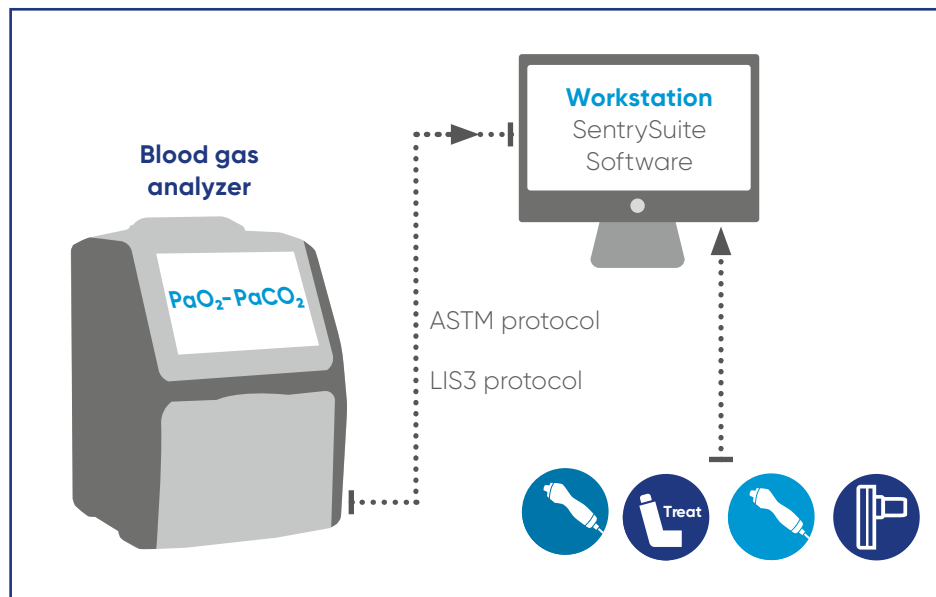 Blood gas
analyzer
PaO₂-PaCO₂
Workstation
SentrySuite
Software
ASTM protocol
LIS3 protocol
Treat